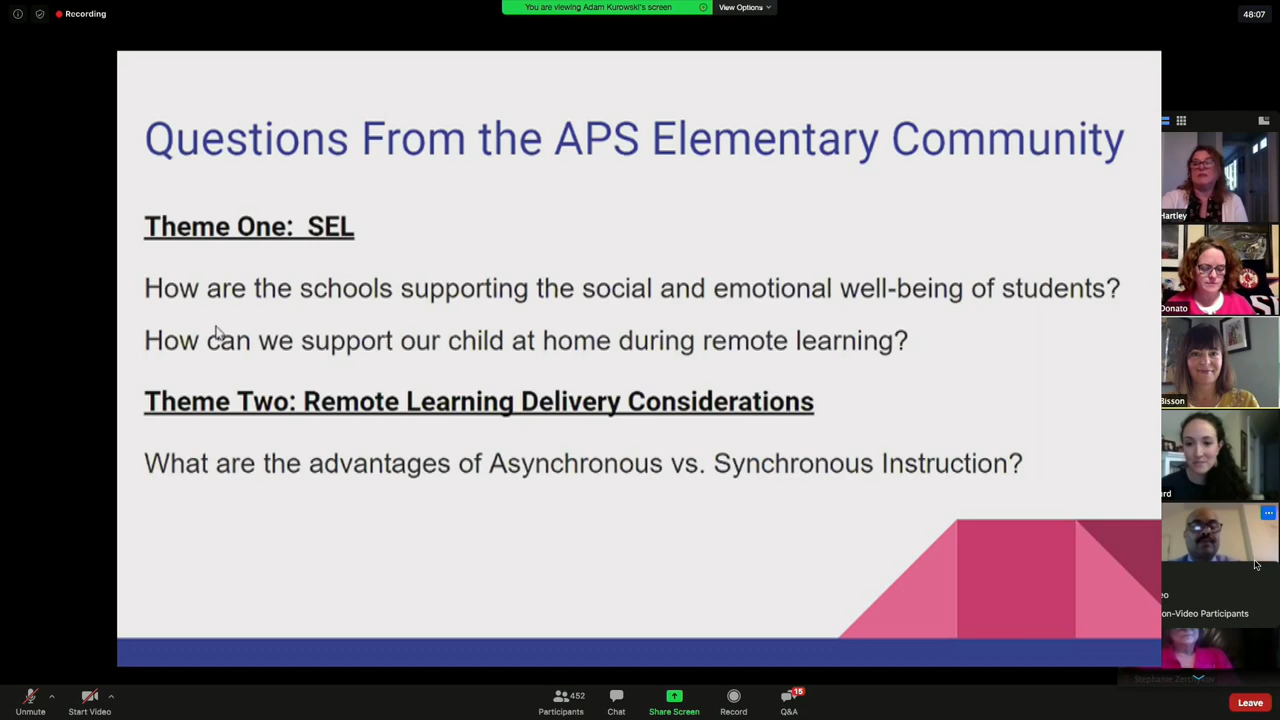 Recording
You are viewing Adam Kurowski's screen
View Options
48:07
Questions From the APS Elementary Community
Theme One: SEL
How are the schools supporting the social and emotional well-being of students?
How can we support our child at home during remote learning?
Theme Two: Remote Learning Delivery Considerations
What are the advantages of Asynchronous vs. Synchronous Instruction?
Hartley
Donato
Bisson
rd
eo
on-Video Participants
Unmute
Start Video
452
Participants
Chat
Share Screen
Record
15
Q&A
Leave